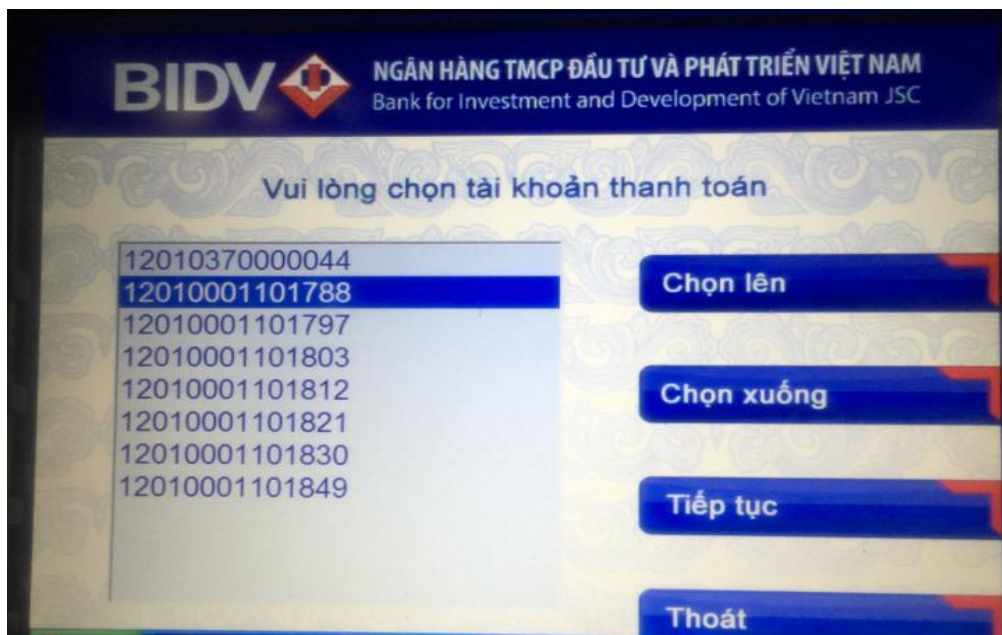 BIDV
NGÂN HÀNG TMCP ĐẦU TƯ VÀ PHÁT TRIỂN VIỆT NAM
Bank for Investment and Development of Vietnam JSC
Vui lòng chọn tài khoản thanh toán
12010370000044
12010001101788
12010001101797
12010001101803
12010001101812
12010001101821
12010001101830
12010001101849
Chọn lên
Chọn xuống
Tiếp tục
Thoát